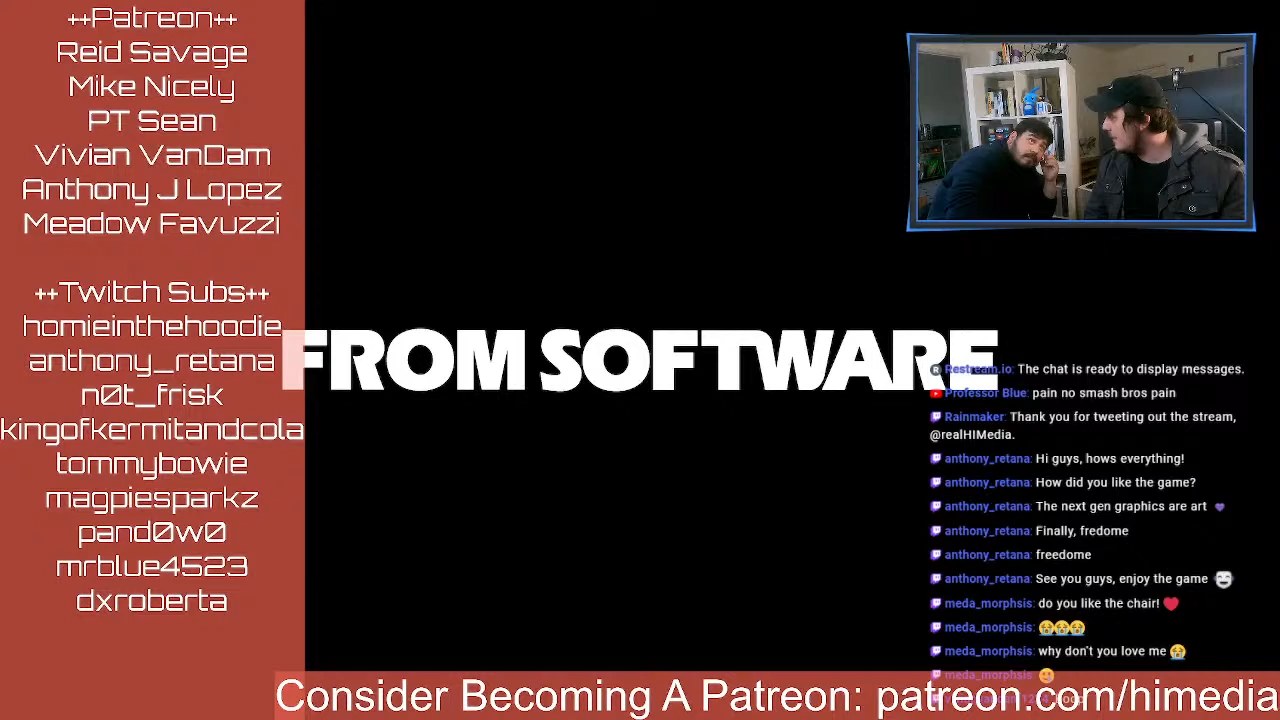 ++Patreon++
Reid Savage
Mike Nicely
PT Sean
Vivian VanDam
Anthony J Lopez
Meadow Favuzzi
++Twitch Subs++
homieinthehoodie
anthony_retana
n0t_frisk
kingofkermitandcola
tommybowie
magpiesparkz
pand0w0
mrblue4523
dxroberta
FROM SOFTWARE
Restream.io: The chat is ready to display messages.
Professor Blue: pain no smash bros pain
Rainmaker: Thank you for tweeting out the stream,
@realHIMedia.
anthony_retana: Hi guys, hows everything!
anthony_retana: How did you like the game?
anthony_retana: The next gen graphics are art 💜
anthony_retana: Finally, fredome
anthony_retana: freedome
anthony_retana: See you guys, enjoy the game
meda_morphsis: do you like the chair! ❤️
meda_morphsis: 😭😭😭
meda_morphsis: why don't you love me 😭
meda_morphsis:
Consider Becoming A Patreon: patreon.com/himedia